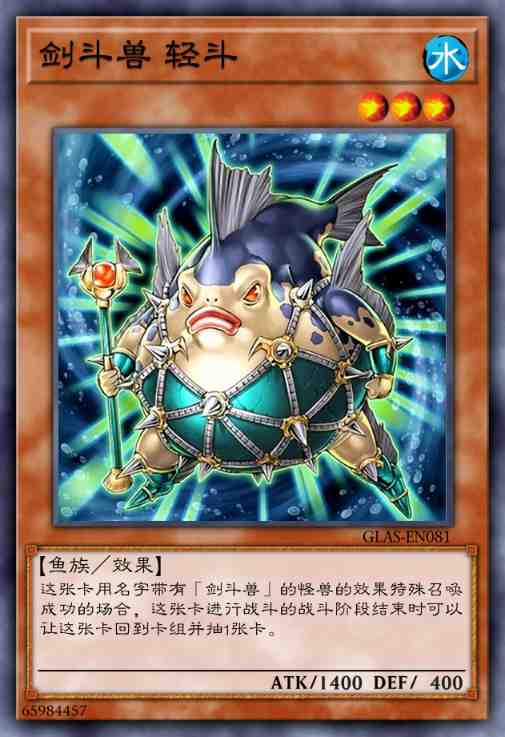 剑斗兽 轻斗
水
GLAS-EN081
【鱼族／效果】
这张卡用名字带有「剑斗兽」的怪兽的效果特殊召唤
成功的场合，这张卡进行战斗的战斗阶段结束时可以
让这张卡回到卡组并抽1张卡。
ATK/1400 DEF/ 400
65984457